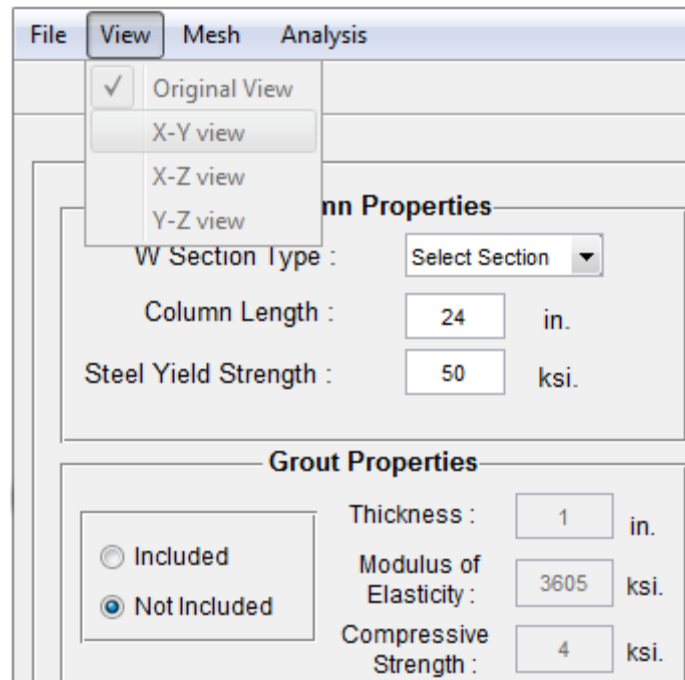 File View Mesh Analysis
Original View
X-Y view
X-Z view
Y-Z view
nn Properties
W Section Type : Select Section
Column Length : 24 in.
Steel Yield Strength : 50 ksi.
Grout Properties
Included
Not Included
Thickness : 1 in.
Modulus of
Elasticity : 3605 ksi.
Compressive
Strength : 4 ksi.